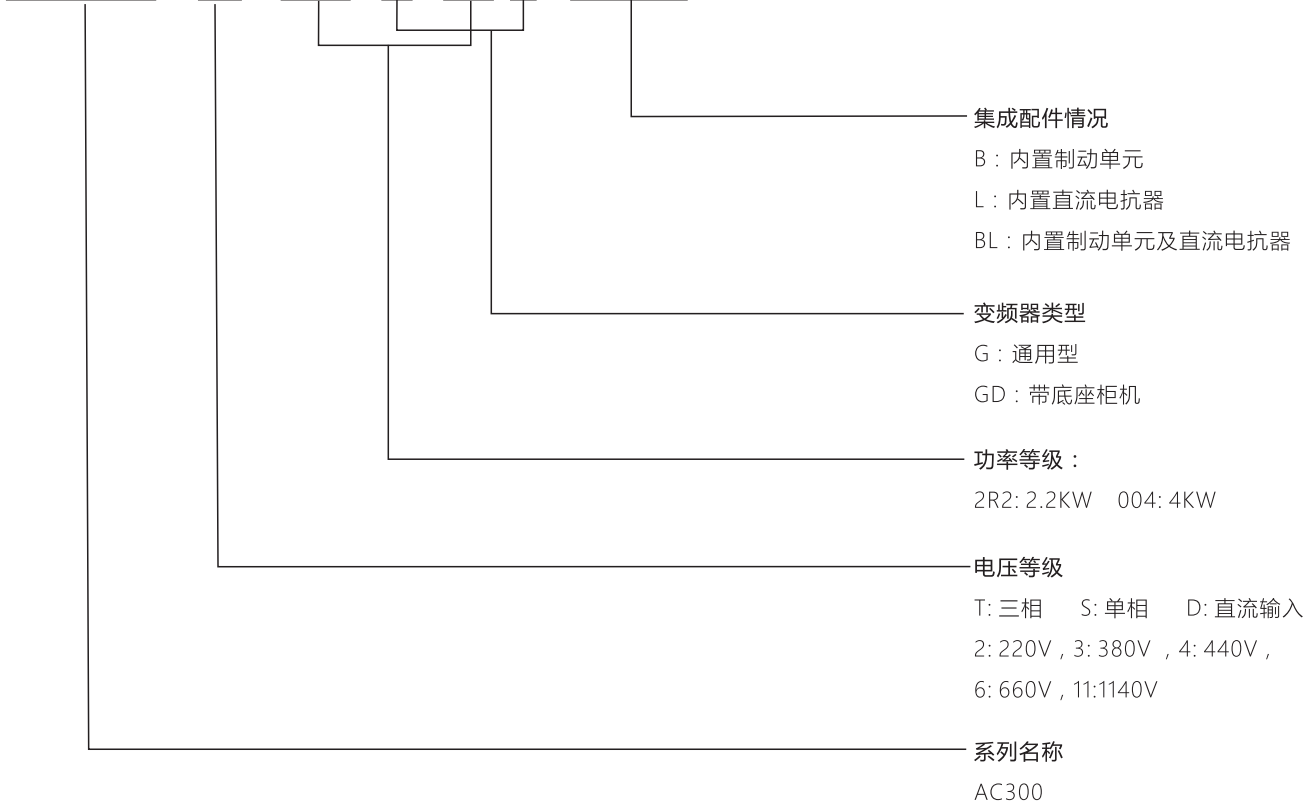 集成配件情况
B：内置制动单元
L：内置直流电抗器
BL：内置制动单元及直流电抗器
变频器类型
G：通用型
GD：带底座柜机
功率等级：
2R2: 2.2KW 004: 4KW
电压等级
T: 三相 S: 单相 D: 直流输入
2: 220V , 3: 380V , 4: 440V ,
6: 660V , 11:1140V
系列名称
AC300